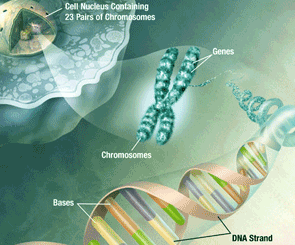 Cell Nucleus Containing
23 Pairs of Chromosomes
Genes
Chromosomes
Bases
DNA Strand